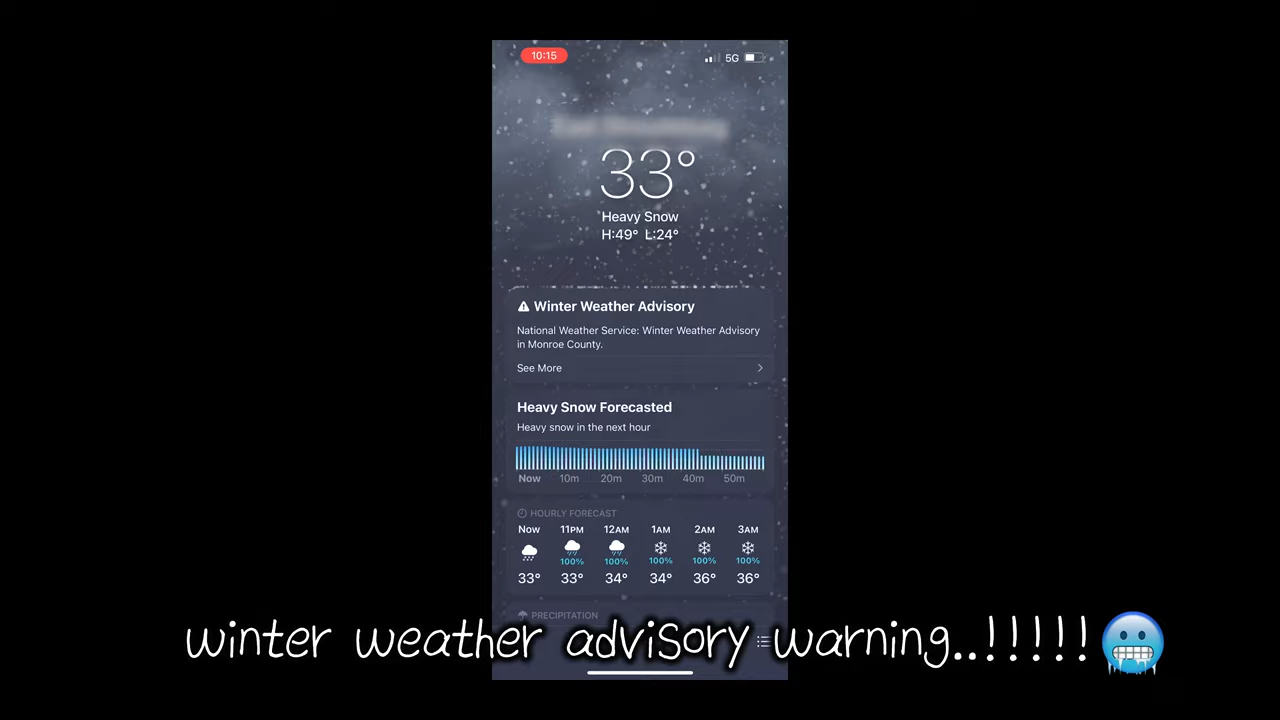 10:15
5G
33°
Heavy Snow
H:49° L:24°
Winter Weather Advisory
National Weather Service: Winter Weather Advisory
in Monroe County.
See More
Heavy Snow Forecasted
Heavy snow in the next hour
Now 10m 20m 30m 40m 50m
HOURLY FORECAST
Now 11PM 12AM 1AM 2AM 3AM
100% 100% 100% 100% 100%
33° 33° 34° 34° 36° 36°
PRECIPITATION
winter weather advisory warning..!!!!!🥶